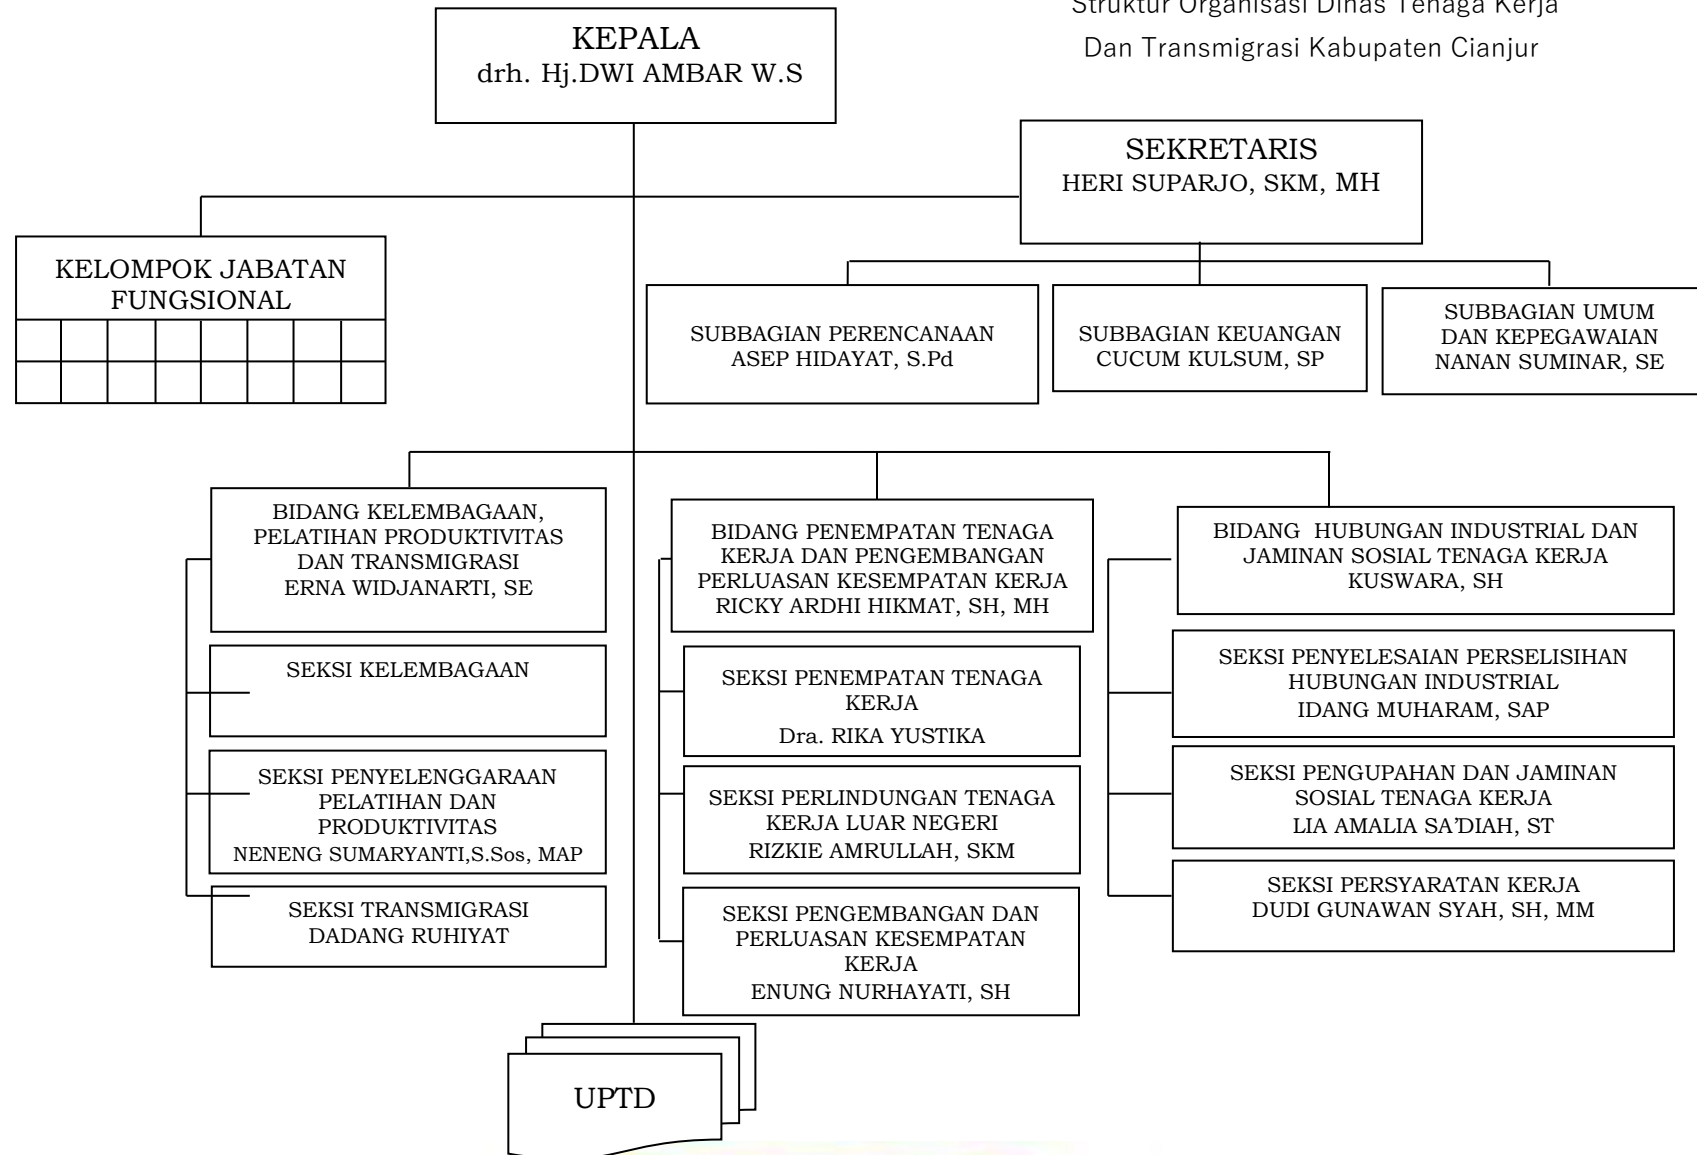 Struktur Organisasi Dinas Tenaga Kerja
Dan Transmigrasi Kabupaten Cianjur
KEPALA
drh. Hj.DWI AMBAR W.S
SEKRETARIS
HERI SUPARJO, SKM, MH
KELOMPOK JABATAN
FUNGSIONAL
SUBBAGIAN PERENCANAAN
ASEP HIDAYAT, S.Pd
SUBBAGIAN KEUANGAN
CUCUM KULSUM, SP
SUBBAGIAN UMUM
DAN KEPEGAWAIAN
NANAN SUMINAR, SE
BIDANG KELEMBAGAAN,
PELATIHAN PRODUKTIVITAS
DAN TRANSMIGRASI
ERNA WIDJANARTI, SE
SEKSI KELEMBAGAAN
SEKSI PENYELENGGARAAN
PELATIHAN DAN
PRODUKTIVITAS
NENENG SUMARYANTI,S.Sos, MAP
SEKSI TRANSMIGRASI
DADANG RUHIYAT
BIDANG PENEMPATAN TENAGA
KERJA DAN PENGEMBANGAN
PERLUASAN KESEMPATAN KERJA
RICKY ARDHI HIKMAT, SH, MH
SEKSI PENEMPATAN TENAGA
KERJA
Dra. RIKA YUSTIKA
SEKSI PERLINDUNGAN TENAGA
KERJA LUAR NEGERI
RIZKIE AMRULLAH, SKM
SEKSI PENGEMBANGAN DAN
PERLUASAN KESEMPATAN
KERJA
ENUNG NURHAYATI, SH
BIDANG  HUBUNGAN INDUSTRIAL DAN
JAMINAN SOSIAL TENAGA KERJA
KUSWARA, SH
SEKSI PENYELESAIAN PERSELISIHAN
HUBUNGAN INDUSTRIAL
IDANG MUHARAM, SAP
SEKSI PENGUPAHAN DAN JAMINAN
SOSIAL TENAGA KERJA
LIA AMALIA SA’DIAH, ST
SEKSI PERSYARATAN KERJA
DUDI GUNAWAN SYAH, SH, MM
UPTD